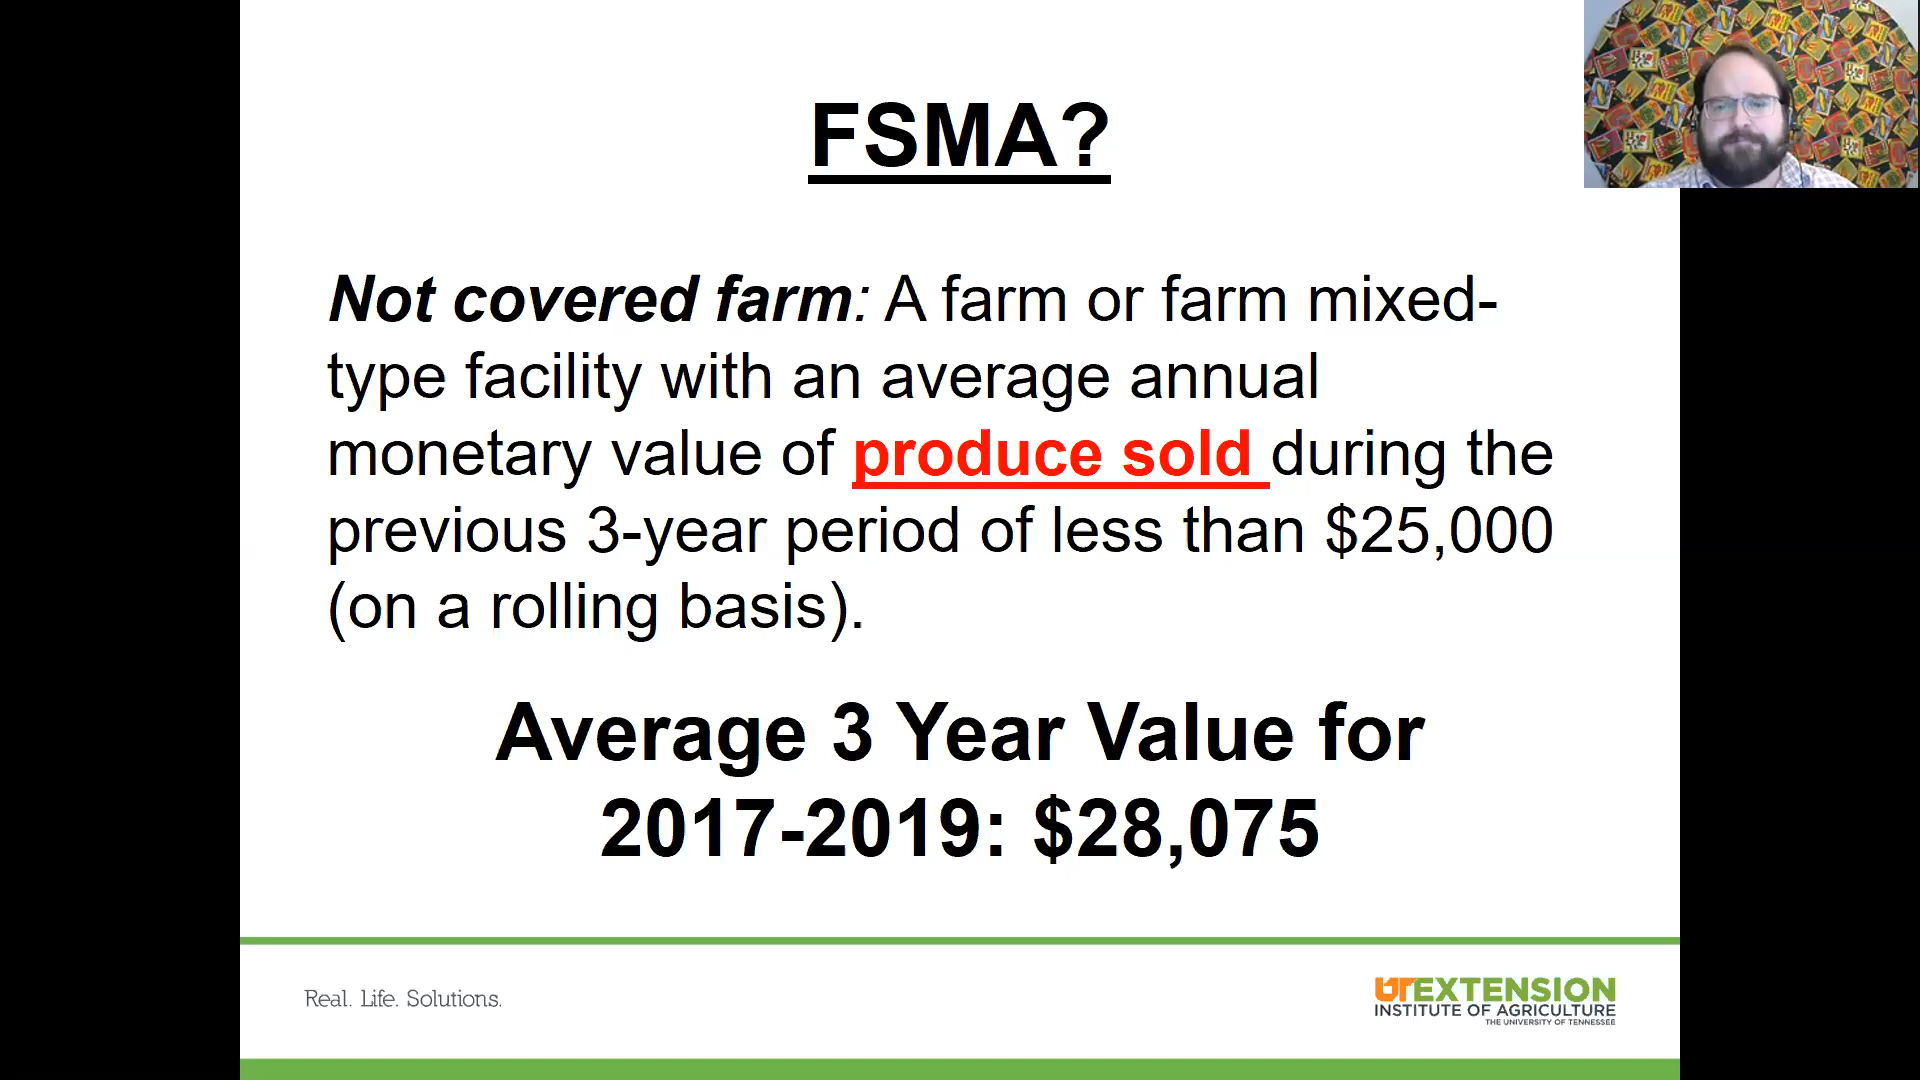 FSMA?
Not covered farm: A farm or farm mixed-
type facility with an average annual
monetary value of produce sold during the
previous 3-year period of less than $25,000
(on a rolling basis).
Average 3 Year Value for
2017-2019: $28,075
Real. Life. Solutions.
UTEXTENSION
INSTITUTE OF AGRICULTURE
THE UNIVERSITY OF TENNESSEE